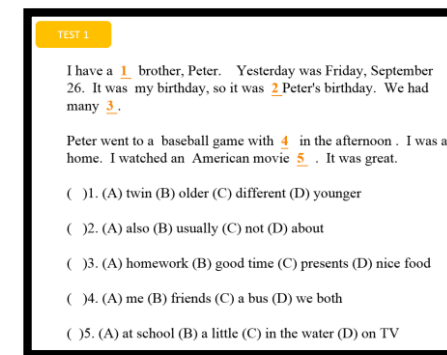 TEST 1
I have a 1 brother, Peter. Yesterday was Friday, September
26. It was my birthday, so it was 2 Peter's birthday. We had
many 3 .
Peter went to a baseball game with 4 in the afternoon . I was a
home. I watched an American movie 5 . It was great.
( )1. (A) twin (B) older (C) different (D) younger
( )2. (A) also (B) usually (C) not (D) about
( )3. (A) homework (B) good time (C) presents (D) nice food
( )4. (A) me (B) friends (C) a bus (D) we both
( )5. (A) at school (B) a little (C) in the water (D) on TV